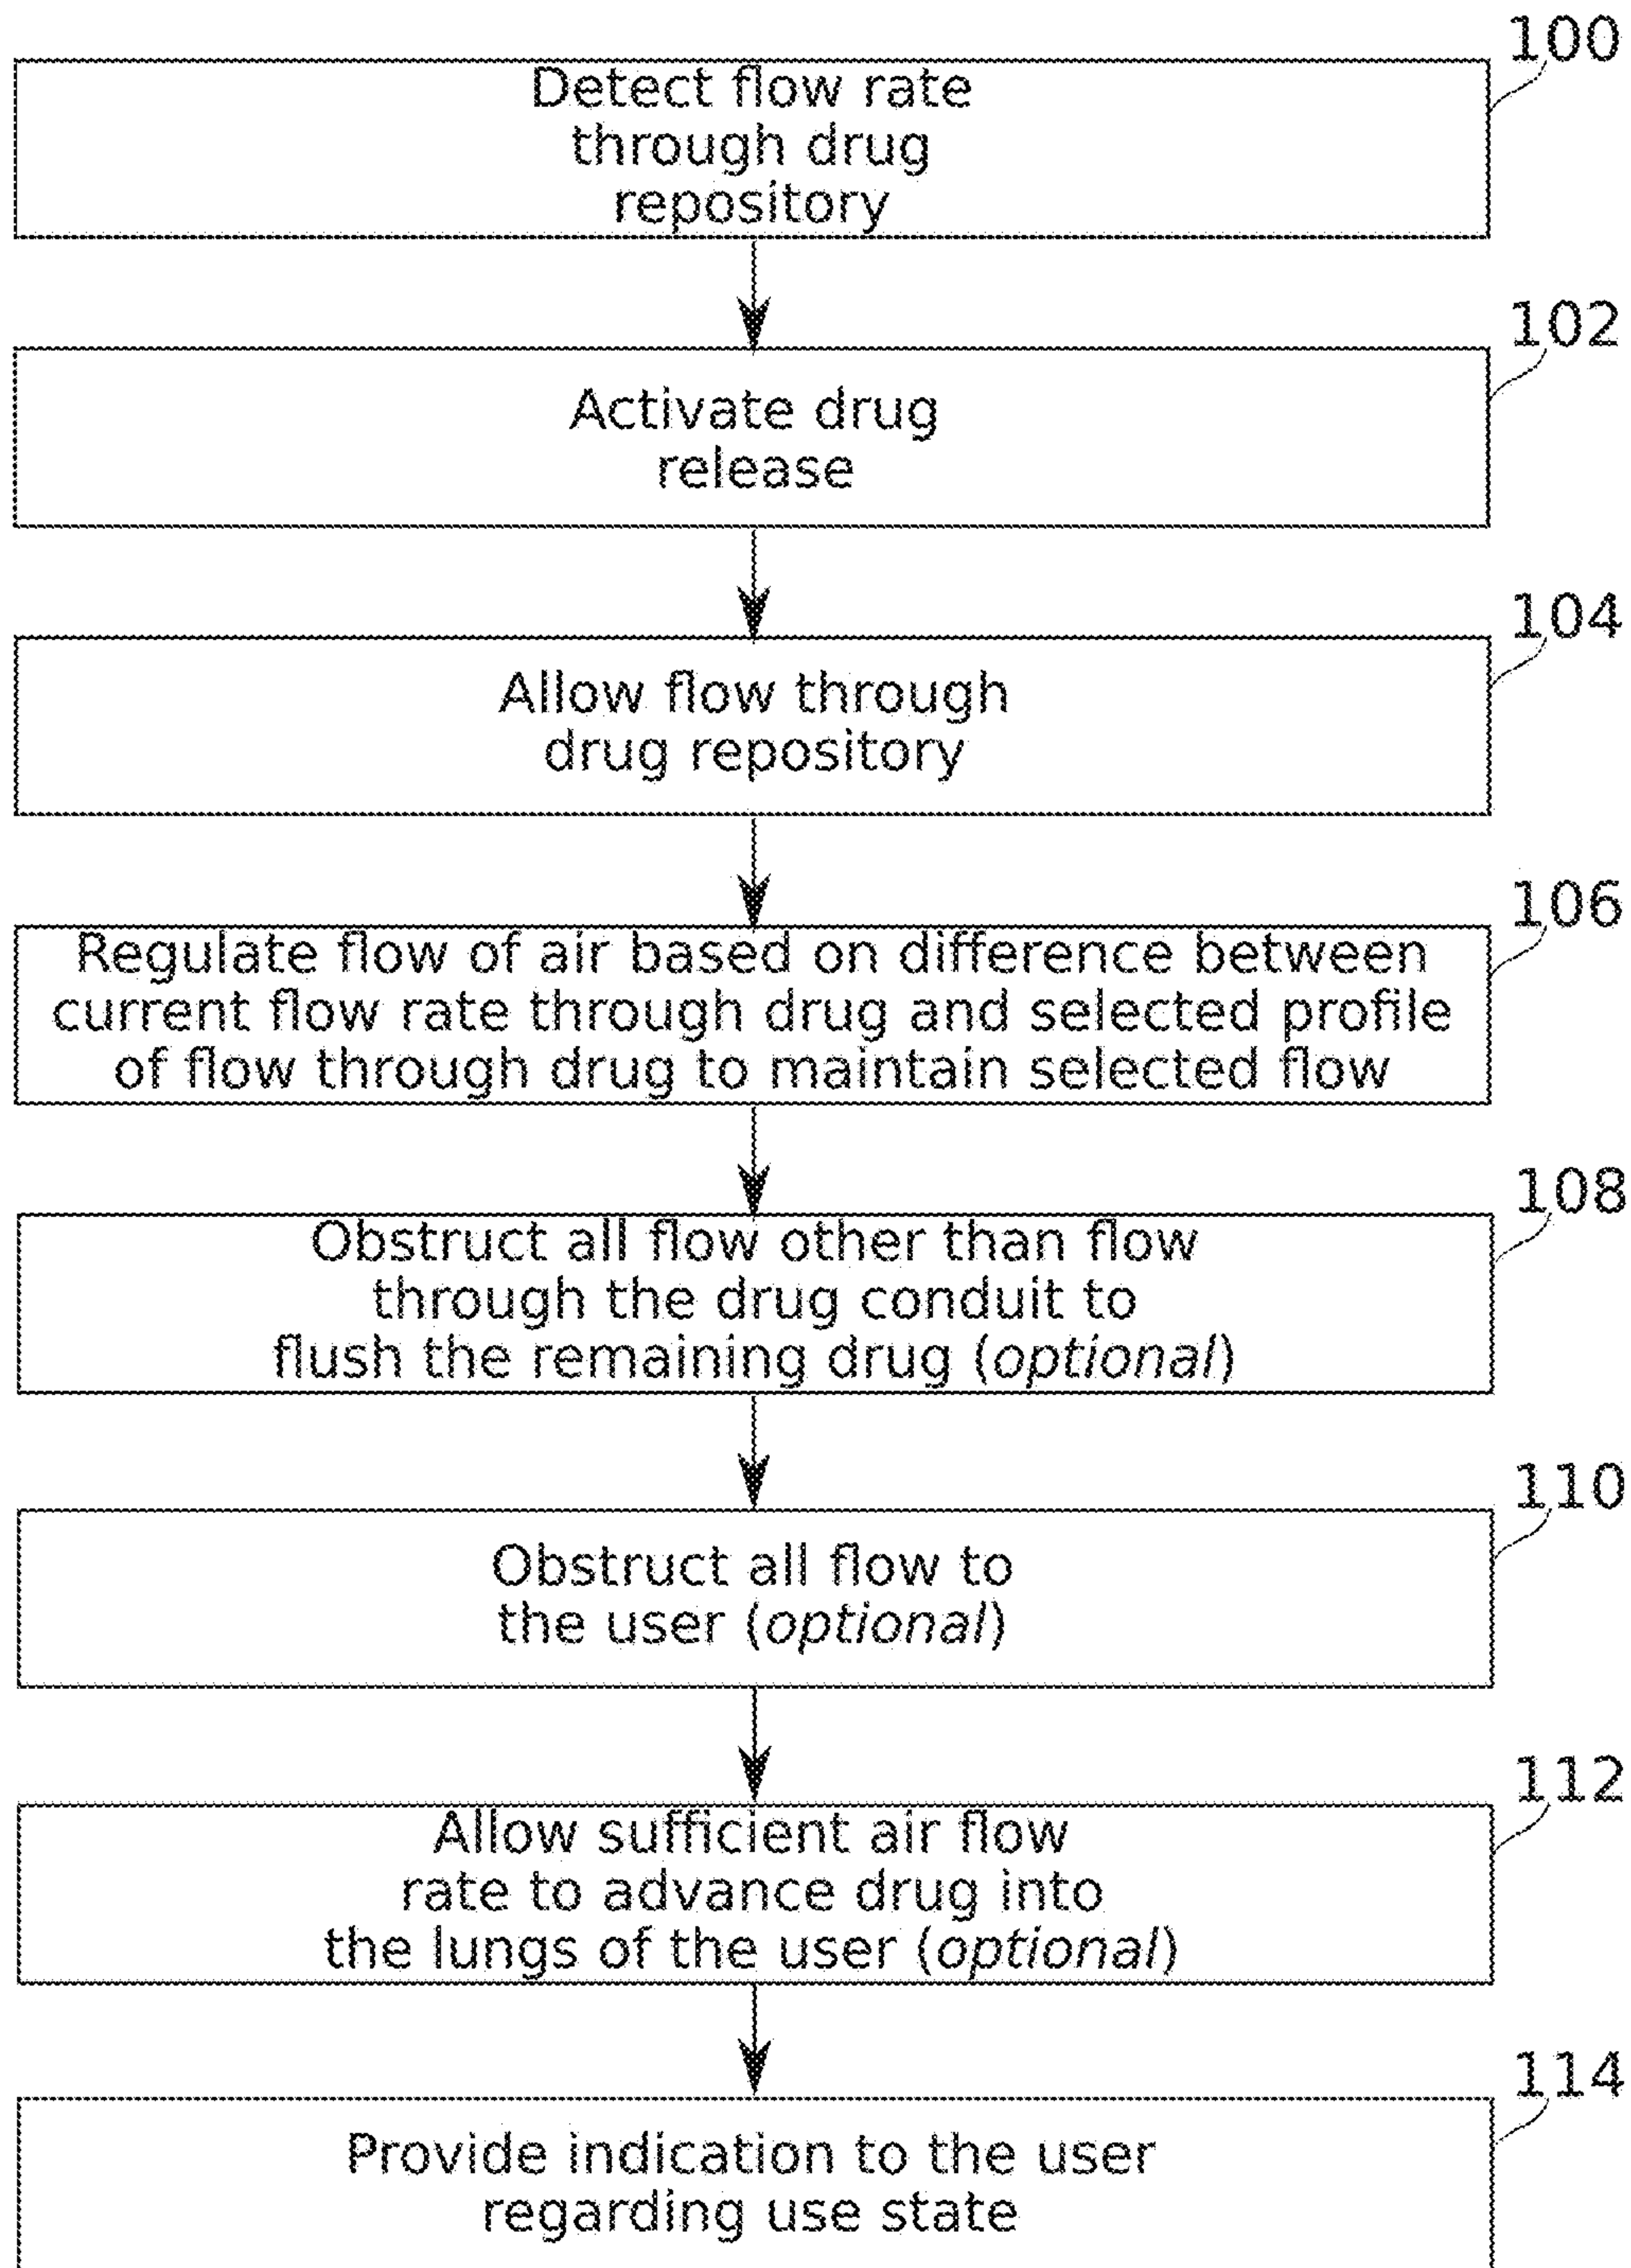 100
Detect flow rate
through drug
repository
102
Activate drug
release
104
Allow flow through
drug repository
106
Regulate flow of air based on difference between
current flow rate through drug and selected profile
of flow through drug to maintain selected flow
108
Obstruct all flow other than flow
through the drug conduit to
flush the remaining drug (optional)
110
Obstruct all flow to
the user (optional)
112
Allow sufficient air flow
rate to advance drug into
the lungs of the user (optional)
114
Provide indication to the user
regarding use state